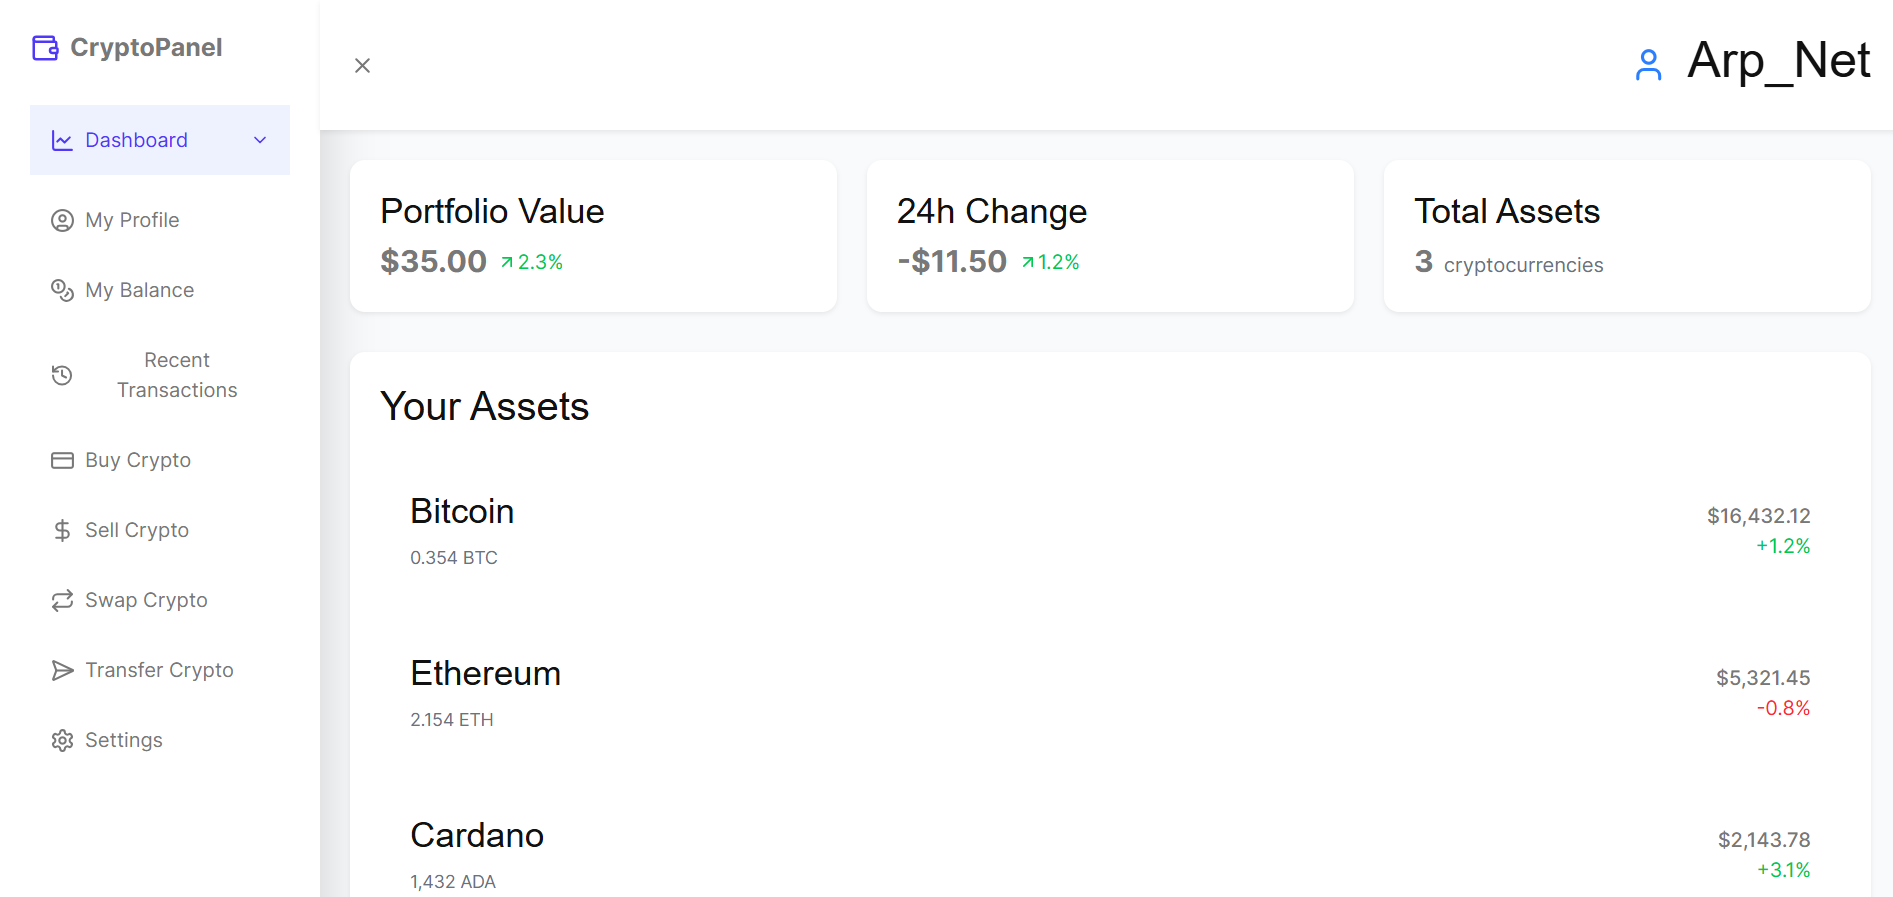 CryptoPanel
Dashboard
My Profile
My Balance
Recent
Transactions
Buy Crypto
Sell Crypto
Swap Crypto
Transfer Crypto
Settings
Arp_Net
Portfolio Value
$35.00 2.3%
24h Change
-$11.50 1.2%
Total Assets
3 cryptocurrencies
Your Assets
Bitcoin
0.354 BTC
$16,432.12
+1.2%
Ethereum
2.154 ETH
$5,321.45
-0.8%
Cardano
1,432 ADA
$2,143.78
+3.1%